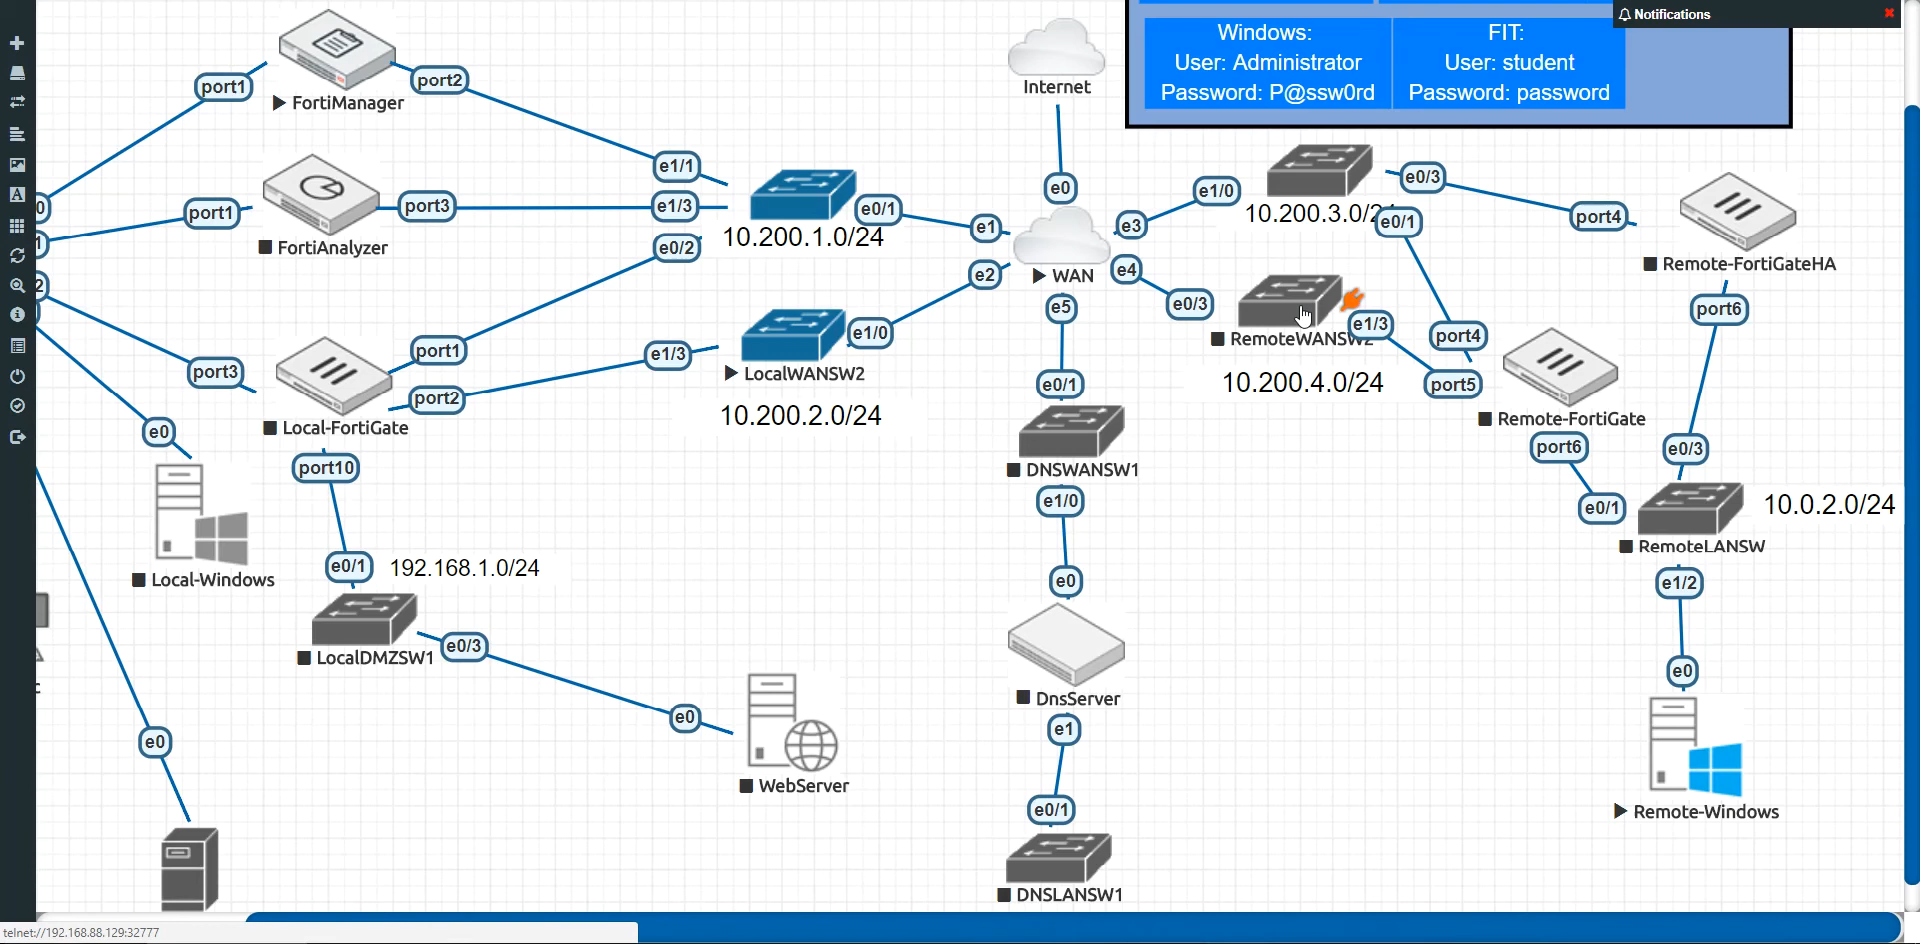 Notifications
Windows:
User: Administrator
Password: P@ssw0rd
FIT:
User: student
Password: password
port1
port2
FortiManager
Internet
e1/1
e0
e0/1
e1
e3
e1/0
10.200.3.0/24
e0/3
e0/1
port4
Remote-FortiGateHA
port1
port3
e1/3
FortiAnalyzer
e0/2
10.200.1.0/24
WAN
e2
e4
e0/3
e5
port6
port1
port2
port3
e1/3
e1/0
LocalWANSW2
10.200.2.0/24
RemoteWANSW2
e1/3
10.200.4.0/24
port4
port5
Remote-FortiGate
port6
Local-FortiGate
e0
port10
e0/1
DNSWANSW1
e1/0
e0/3
e0/1
RemoteLANSW
10.0.2.0/24
Local-Windows
e0/1
192.168.1.0/24
e0
e1/2
LocalDMZSW1
e0/3
e0
DnsServer
e1
e0
Remote-Windows
WebServer
e0
e0/1
DNSLANSW1
telnet://192.168.88.129:32777